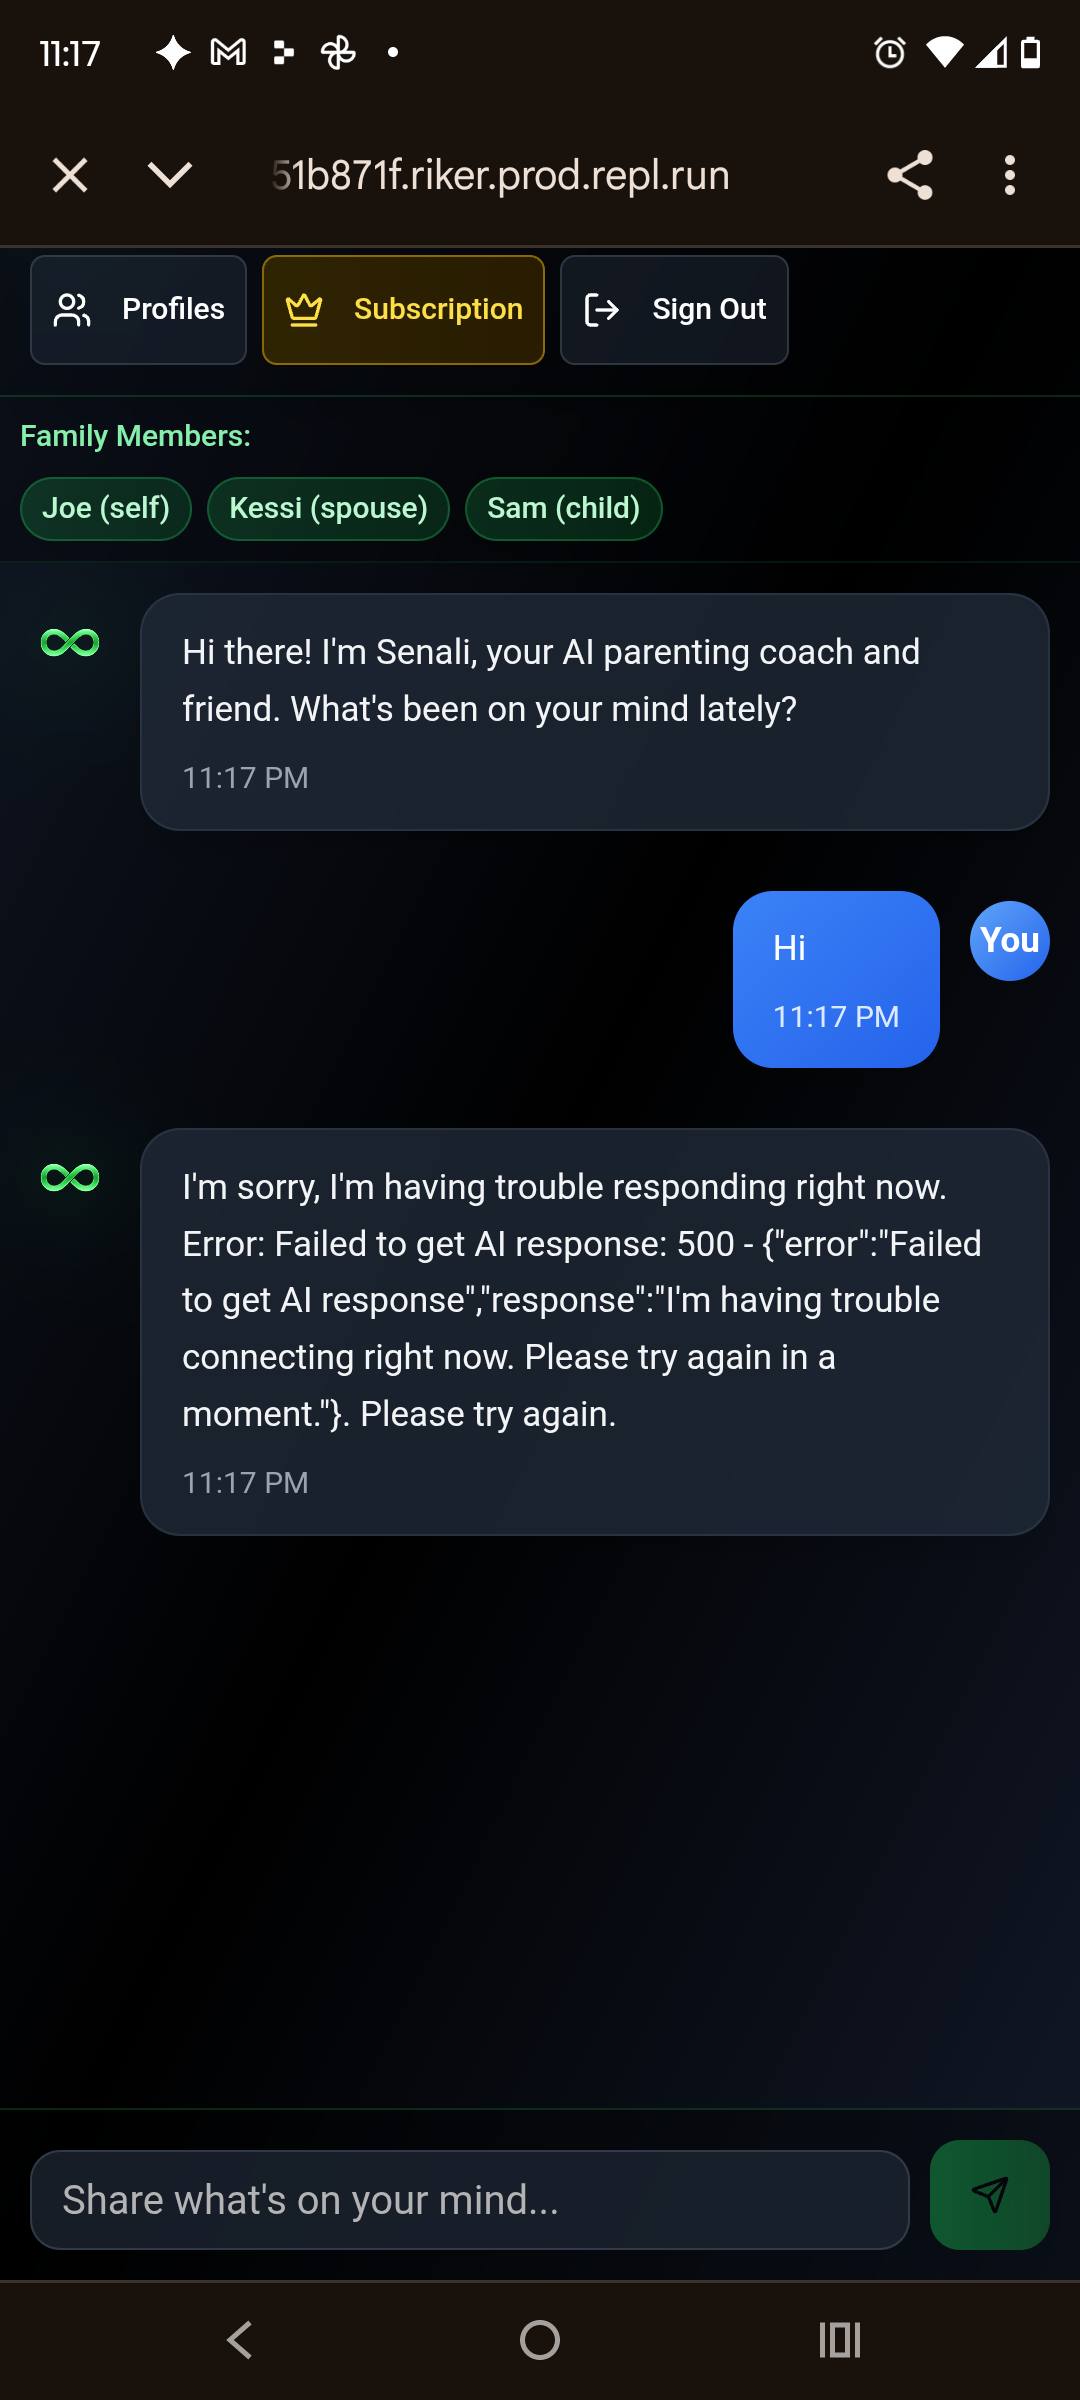 11:17
51b871f.riker.prod.repl.run
Profiles
Subscription
Sign Out
Family Members:
Joe (self)
Kessi (spouse)
Sam (child)
Hi there! I'm Senali, your AI parenting coach and
friend. What's been on your mind lately?
11:17 PM
Hi
11:17 PM
You
I'm sorry, I'm having trouble responding right now.
Error: Failed to get AI response: 500 - {"error":"Failed
to get AI response","response":"I'm having trouble
connecting right now. Please try again in a
moment."}. Please try again.
11:17 PM
Share what's on your mind...